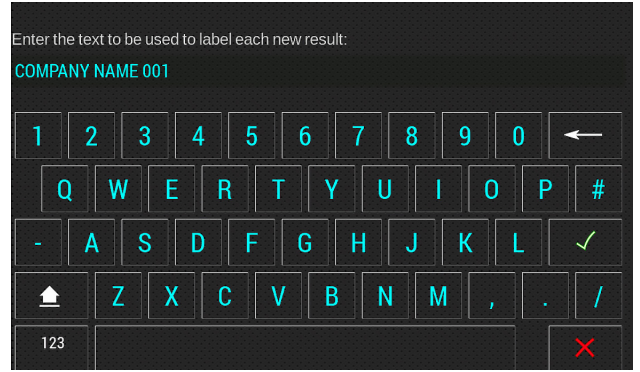 Enter the text to be used to label each new result:
COMPANY NAME 001
1 2 3 4 5 6 7 8 9 0
Q W E R T Y U I O P #
- A S D F G H J K L
Z X C V B N M , . /
123